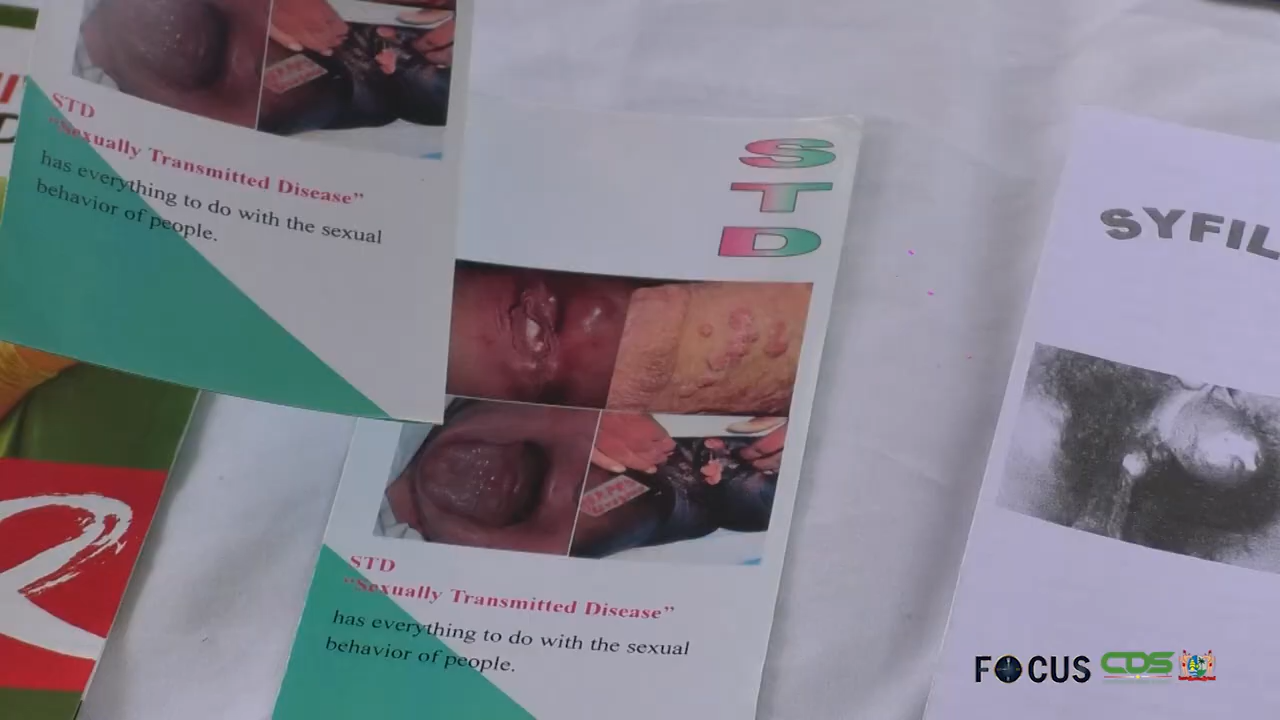 STD
"Sexually Transmitted Disease"
has everything to do with the sexual
behavior of people.
S
T
D
STD
"Sexually Transmitted Disease"
has everything to do with the sexual
behavior of people.
SYFIL
FOCUS CDS